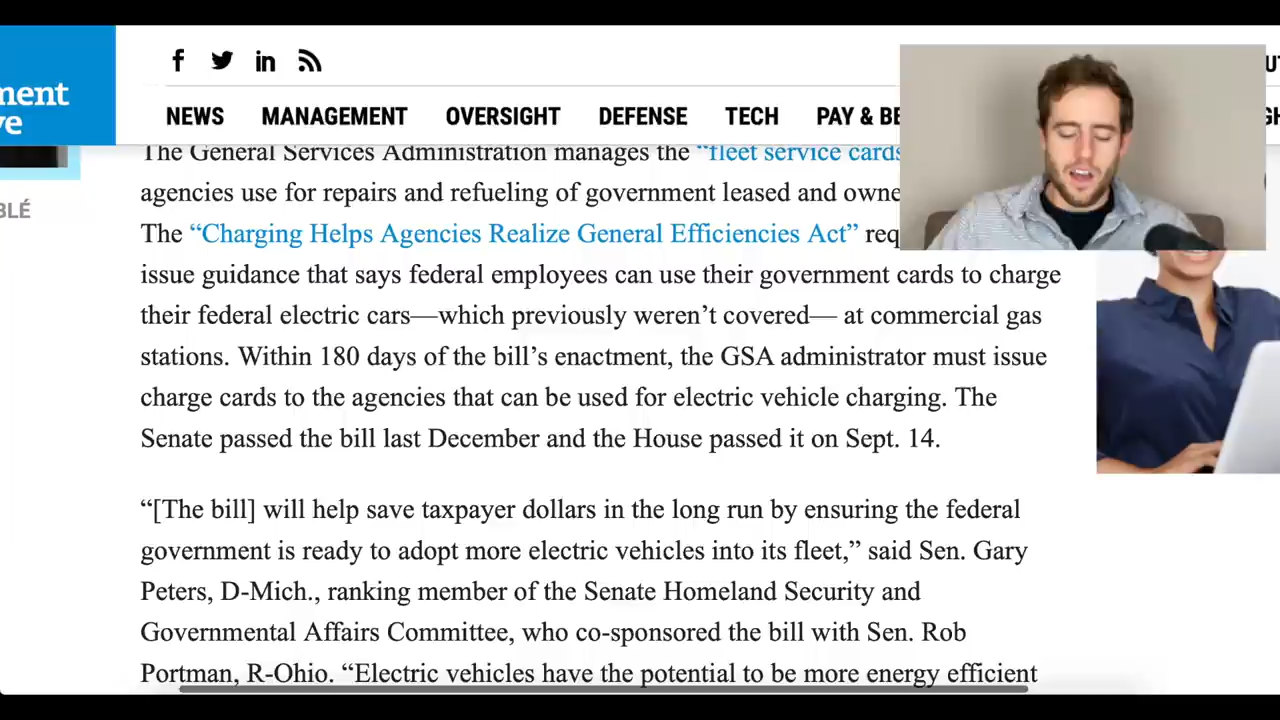 ment
ve
NEWS MANAGEMENT OVERSIGHT DEFENSE TECH PAY & BE
BLÉ
The General Services Administration manages the “fleet service cards
agencies use for repairs and refueling of government leased and owne
The “Charging Helps Agencies Realize General Efficiencies Act” req
issue guidance that says federal employees can use their government cards to charge
their federal electric cars—which previously weren’t covered— at commercial gas
stations. Within 180 days of the bill’s enactment, the GSA administrator must issue
charge cards to the agencies that can be used for electric vehicle charging. The
Senate passed the bill last December and the House passed it on Sept. 14.
“[The bill] will help save taxpayer dollars in the long run by ensuring the federal
government is ready to adopt more electric vehicles into its fleet,” said Sen. Gary
Peters, D-Mich., ranking member of the Senate Homeland Security and
Governmental Affairs Committee, who co-sponsored the bill with Sen. Rob
Portman, R-Ohio. “Electric vehicles have the potential to be more energy efficient